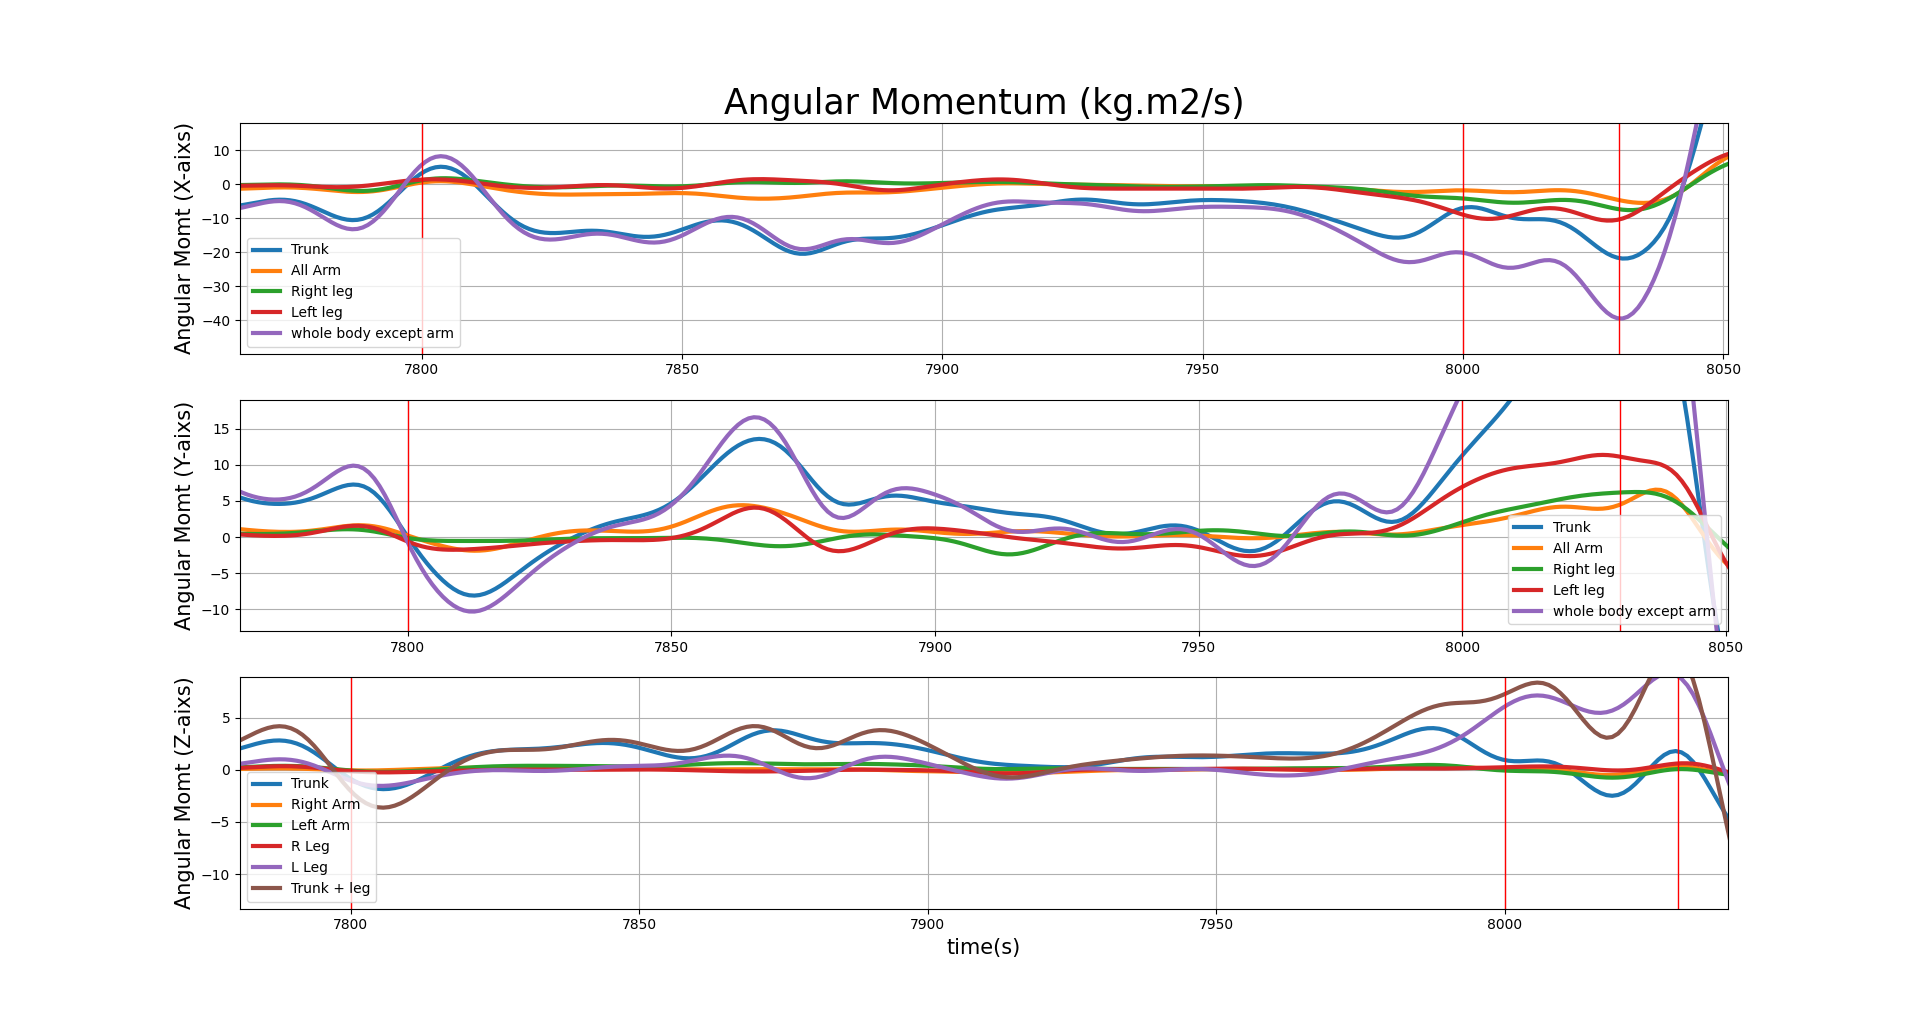 Angular Momentum (kg.m2/s)
Angular Momt (X-aixs)
10
0
−10
−20
−30
−40
Trunk
All Arm
Right leg
Left leg
whole body except arm
7800
7850
7900
7950
8000
8050
Angular Momt (Y-aixs)
15
10
5
0
−5
−10
Trunk
All Arm
Right leg
Left leg
whole body except arm
7800
7850
7900
7950
8000
8050
Angular Momt (Z-aixs)
5
0
−5
−10
Trunk
Right Arm
Left Arm
R Leg
L Leg
Trunk + leg
7800
7850
7900
7950
8000
time(s)